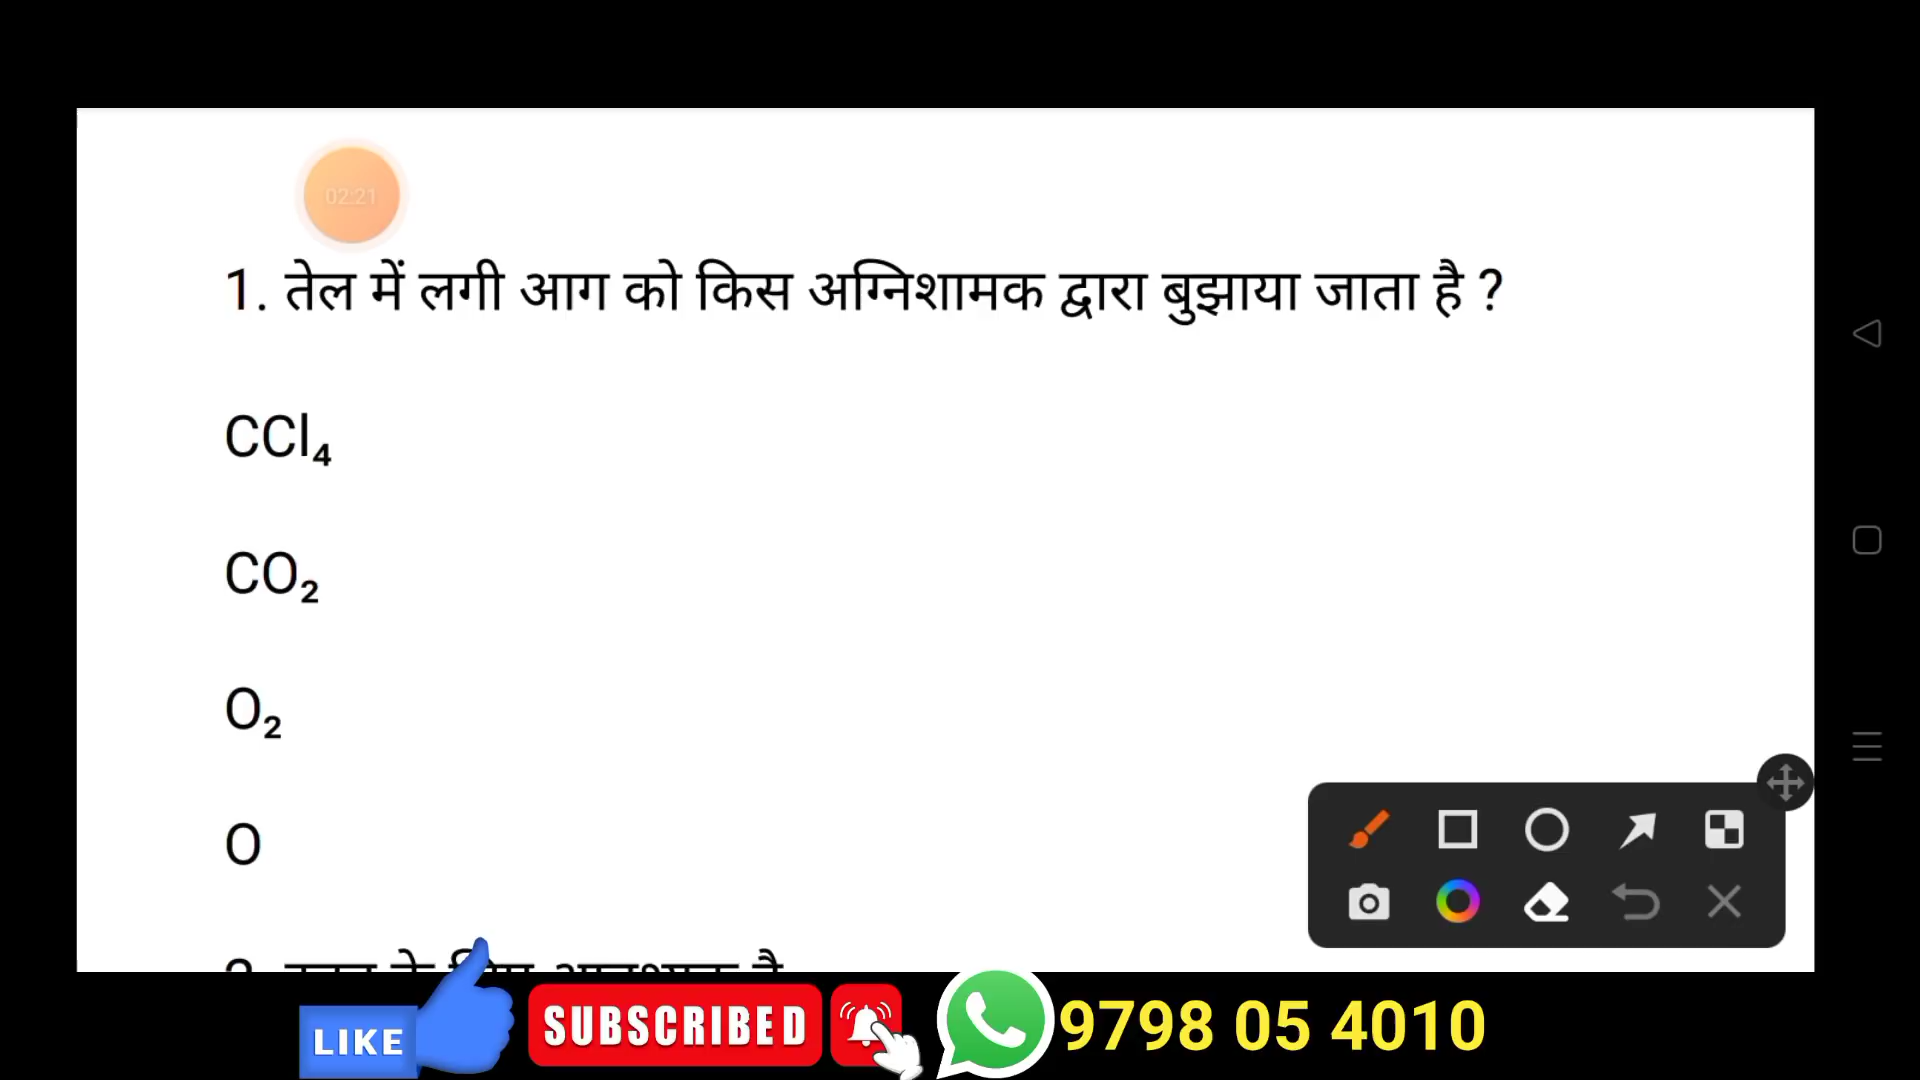 02:21
1. तेल में लगी आग को किस अग्निशामक द्वारा बुझाया जाता है ?
CCl₄
CO₂
O₂
O
LIKE SUBSCRIBED 9798 05 4010